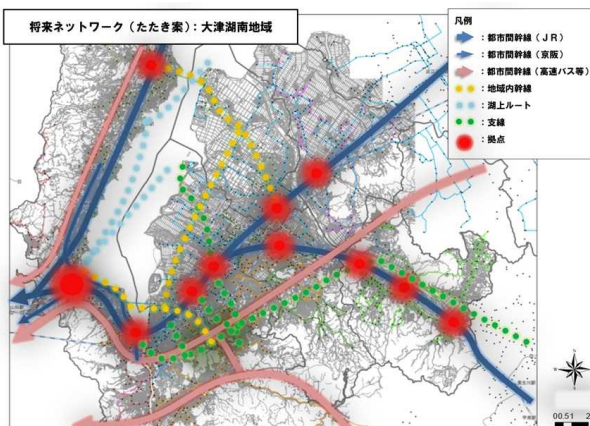 将来ネットワーク（たたき案）：大津湖南地域
凡例
：都市間幹線（ＪＲ）
：都市間幹線（京阪）
：都市間幹線（高速バス等）
：地域内幹線
：湖上ルート
：支線
：拠点
00.51 2